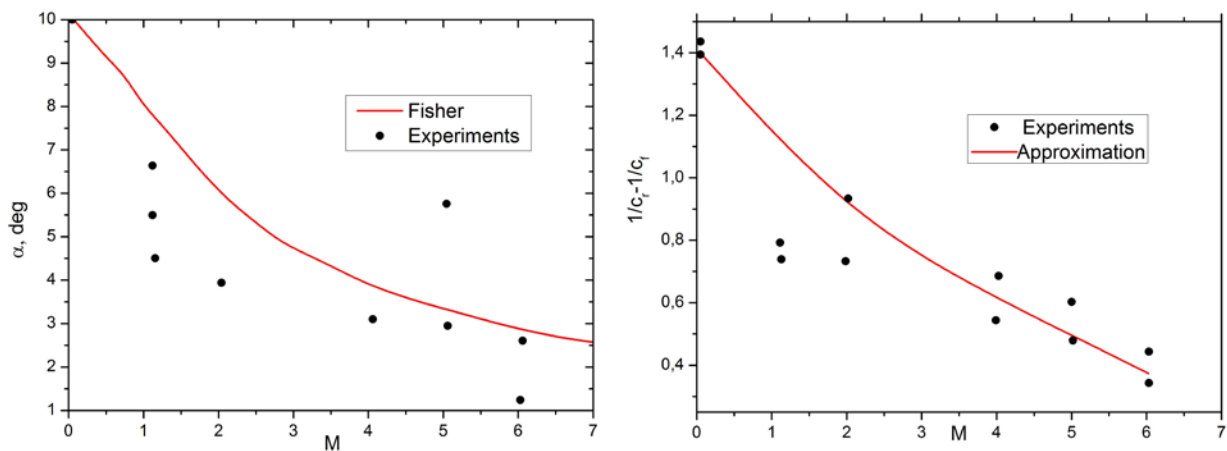 10
9
8
7
6
5
4
3
2
1
α, deg
Fisher
Experiments
0 1 2 3 4 5 6 7
M
1,4
1,2
1,0
0,8
0,6
0,4
1/c_r-1/c_f
Experiments
Approximation
0 1 2 3 4 5 6 7
M